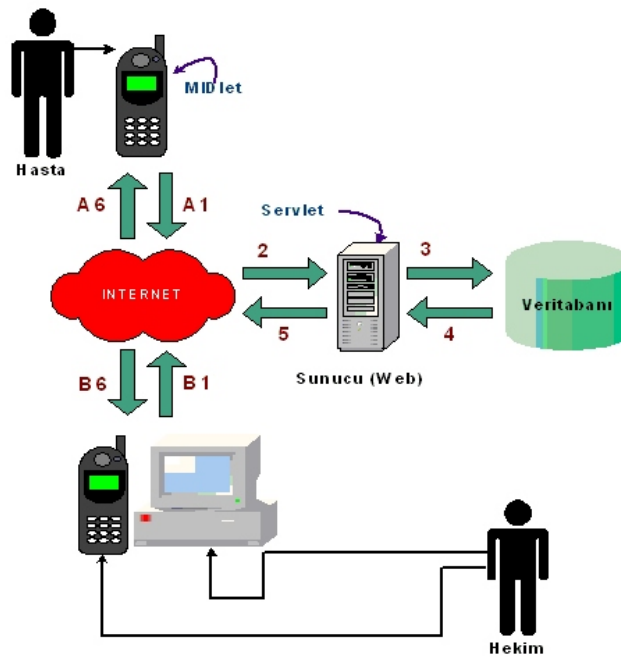 MIDlet
Hasta
A6
A1
Servlet
2
3
INTERNET
Veritabanı
5
4
Sunucu (Web)
B6
B1
Hekim